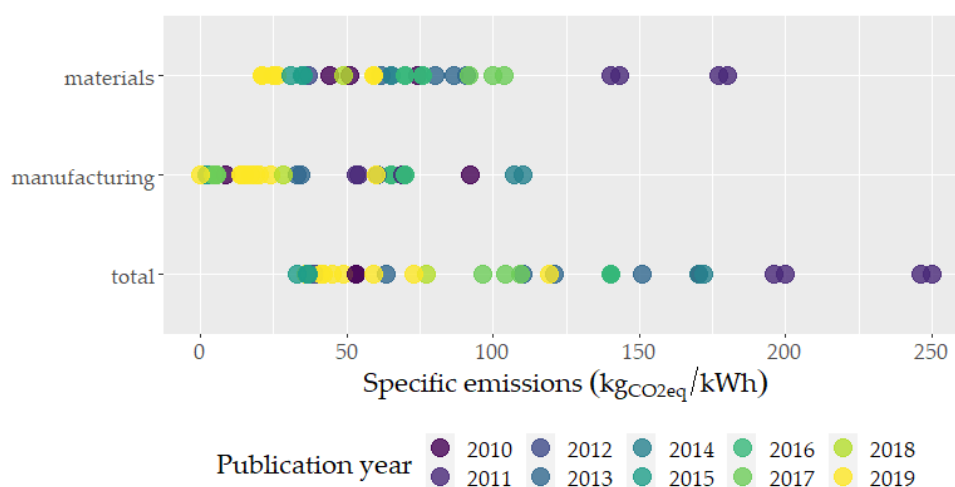 materials
manufacturing
total
0 50 100 150 200 250
Specific emissions (kgCO2eq/kWh)
Publication year
2010 2012 2014 2016 2018
2011 2013 2015 2017 2019